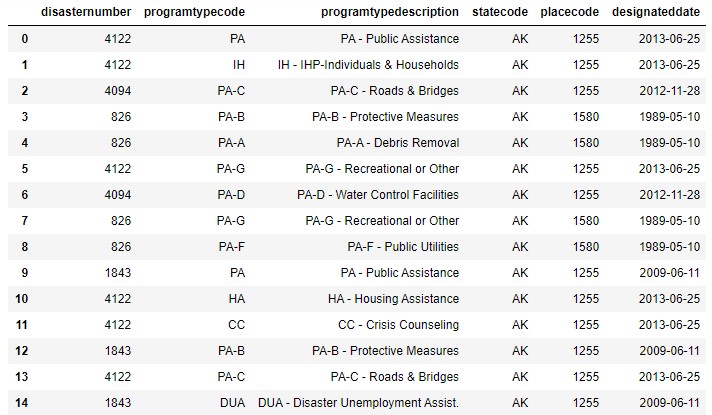 disasternumber programtypecode programtypedescription statecode placecode designateddate
0 4122 PA PA - Public Assistance AK 1255 2013-06-25
1 4122 IH IH - IHP-Individuals & Households AK 1255 2013-06-25
2 4094 PA-C PA-C - Roads & Bridges AK 1255 2012-11-28
3 826 PA-B PA-B - Protective Measures AK 1580 1989-05-10
4 826 PA-A PA-A - Debris Removal AK 1580 1989-05-10
5 4122 PA-G PA-G - Recreational or Other AK 1255 2013-06-25
6 4094 PA-D PA-D - Water Control Facilities AK 1255 2012-11-28
7 826 PA-G PA-G - Recreational or Other AK 1580 1989-05-10
8 826 PA-F PA-F - Public Utilities AK 1580 1989-05-10
9 1843 PA PA - Public Assistance AK 1255 2009-06-11
10 4122 HA HA - Housing Assistance AK 1255 2013-06-25
11 4122 CC CC - Crisis Counseling AK 1255 2013-06-25
12 1843 PA-B PA-B - Protective Measures AK 1255 2009-06-11
13 4122 PA-C PA-C - Roads & Bridges AK 1255 2013-06-25
14 1843 DUA DUA - Disaster Unemployment Assist. AK 1255 2009-06-11